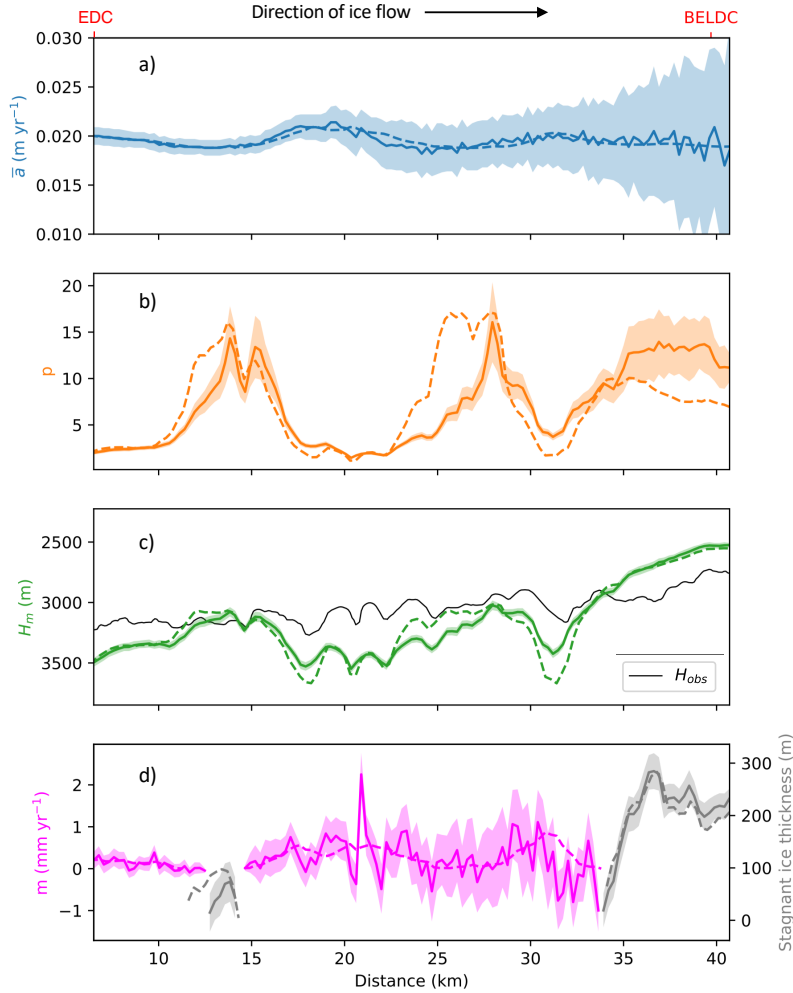 Direction of ice flow
EDC
BELDC
a)
0.030
0.025
0.020
0.015
0.010
a̅ (m yr⁻¹)
b)
20
15
10
5
p
c)
2500
3000
3500
Hₘ (m)
H_obs
d)
2
1
0
−1
m (mm yr⁻¹)
300
200
100
0
Stagnant ice thickness (m)
10 15 20 25 30 35 40
Distance (km)